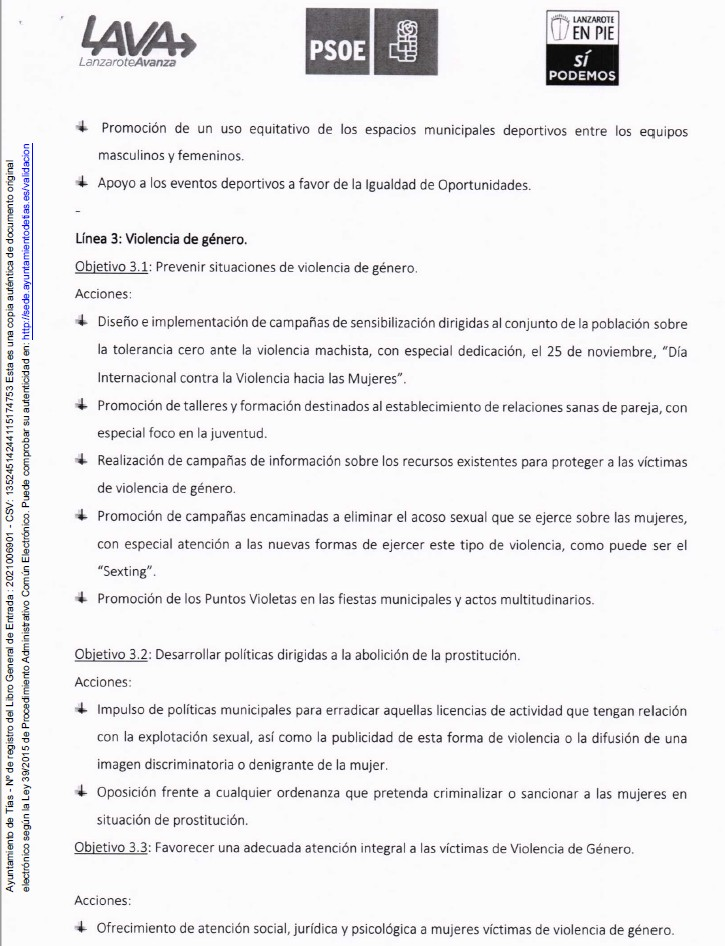 LAVA
LanzaroteAvanza
PSOE
LANZAROTE
EN PIE
SÍ
PODEMOS
Promoción de un uso equitativo de los espacios municipales deportivos entre los equipos
masculinos y femeninos.
Apoyo a los eventos deportivos a favor de la Igualdad de Oportunidades.
-
Línea 3: Violencia de género.
Objetivo 3.1: Prevenir situaciones de violencia de género.
Acciones:
Diseño e implementación de campañas de sensibilización dirigidas al conjunto de la población sobre
la tolerancia cero ante la violencia machista, con especial dedicación, el 25 de noviembre, “Día
Internacional contra la Violencia hacia las Mujeres”.
Promoción de talleres y formación destinados al establecimiento de relaciones sanas de pareja, con
especial foco en la juventud.
Realización de campañas de información sobre los recursos existentes para proteger a las víctimas
de violencia de género.
Promoción de campañas encaminadas a eliminar el acoso sexual que se ejerce sobre las mujeres,
con especial atención a las nuevas formas de ejercer este tipo de violencia, como puede ser el
“Sexting”.
Promoción de los Puntos Violetas en las fiestas municipales y actos multitudinarios.
Objetivo 3.2: Desarrollar políticas dirigidas a la abolición de la prostitución.
Acciones:
Impulso de políticas municipales para erradicar aquellas licencias de actividad que tengan relación
con la explotación sexual, así como la publicidad de esta forma de violencia o la difusión de una
imagen discriminatoria o denigrante de la mujer.
Oposición frente a cualquier ordenanza que pretenda criminalizar o sancionar a las mujeres en
situación de prostitución.
Objetivo 3.3: Favorecer una adecuada atención integral a las víctimas de Violencia de Género.
Acciones:
Ofrecimiento de atención social, jurídica y psicológica a mujeres víctimas de violencia de género.
Ayuntamiento de Tías - Nº de registro del Libro General de Entrada : 2021006901 - CSV: 13524514244115174753 Esta es una copia auténtica de documento original
electrónico según la Ley 39/2015 de Procedimiento Administrativo Común Electrónico. Puede comprobar su autenticidad en: http://sede.ayuntamientodetias.es/validacion